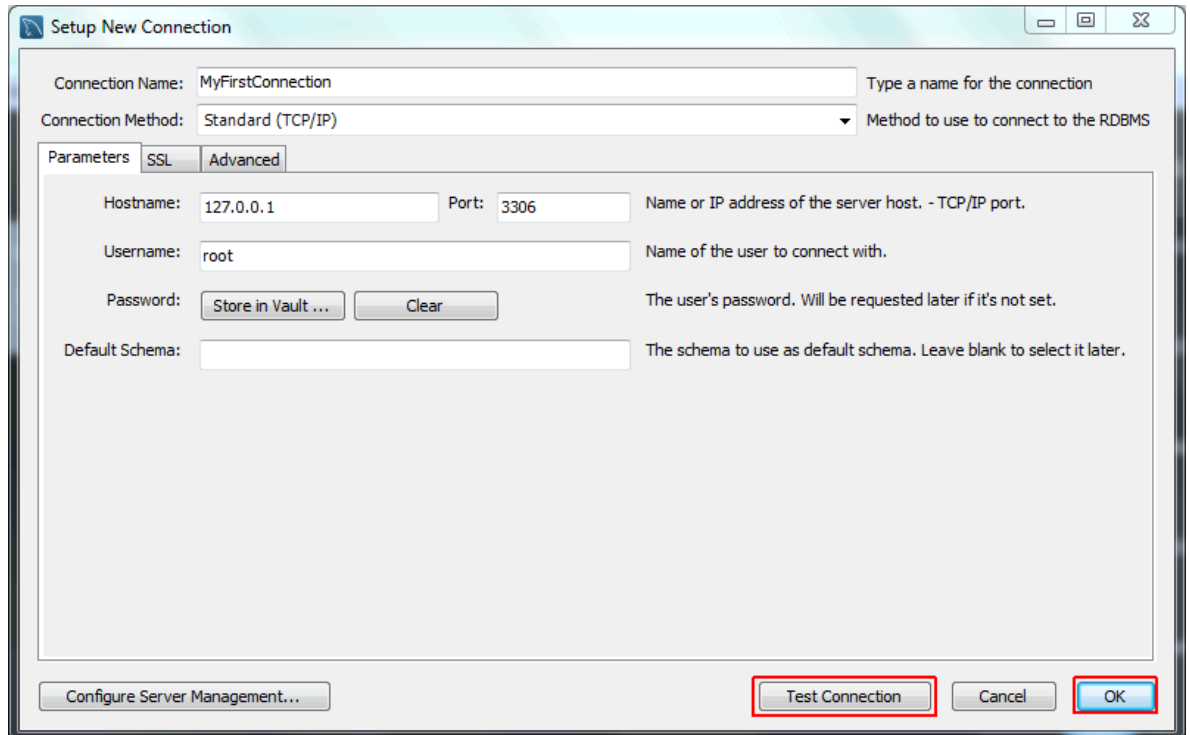 Setup New Connection
Connection Name: MyFirstConnection Type a name for the connection
Connection Method: Standard (TCP/IP) Method to use to connect to the RDBMS
Parameters SSL Advanced
Hostname: 127.0.0.1 Port: 3306 Name or IP address of the server host. - TCP/IP port.
Username: root Name of the user to connect with.
Password: Store in Vault ... Clear The user's password. Will be requested later if it's not set.
Default Schema: The schema to use as default schema. Leave blank to select it later.
Configure Server Management... Test Connection Cancel OK